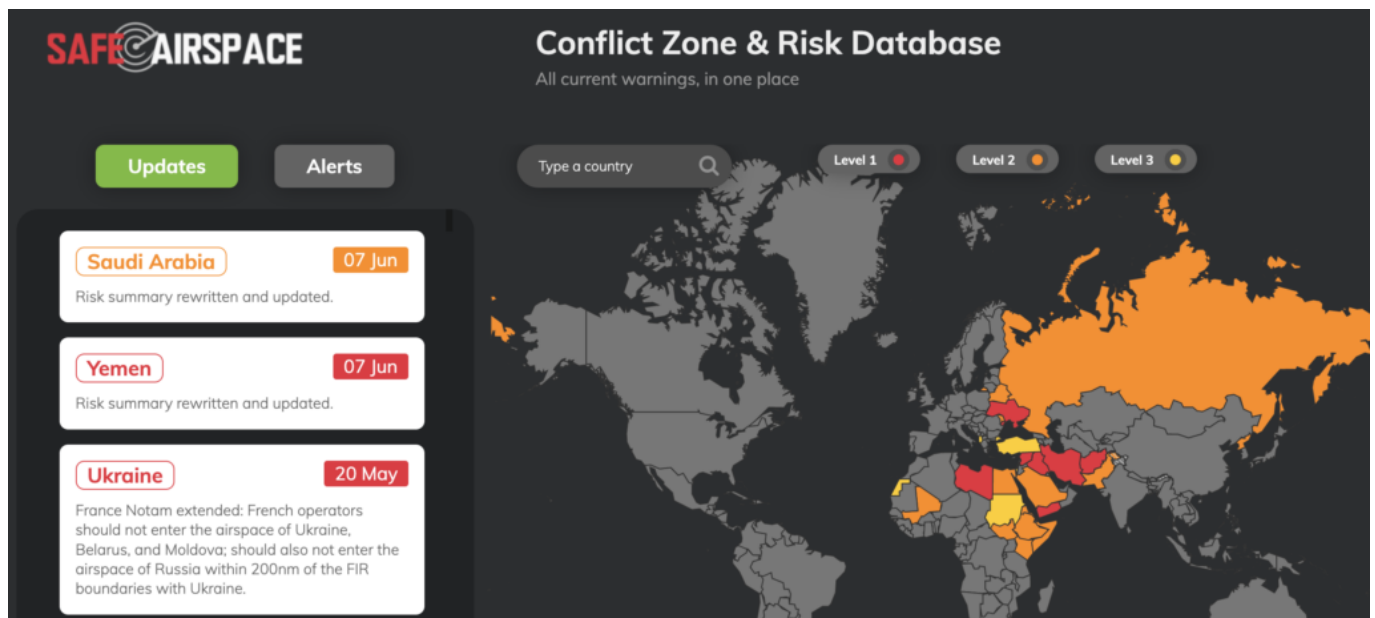 SAFE AIRSPACE
Conflict Zone & Risk Database
All current warnings, in one place
Updates
Alerts
Type a country
Level 1
Level 2
Level 3
Saudi Arabia
07 Jun
Risk summary rewritten and updated.
Yemen
07 Jun
Risk summary rewritten and updated.
Ukraine
20 May
France Notam extended: French operators
should not enter the airspace of Ukraine,
Belarus, and Moldova; should also not enter the
airspace of Russia within 200nm of the FIR
boundaries with Ukraine.